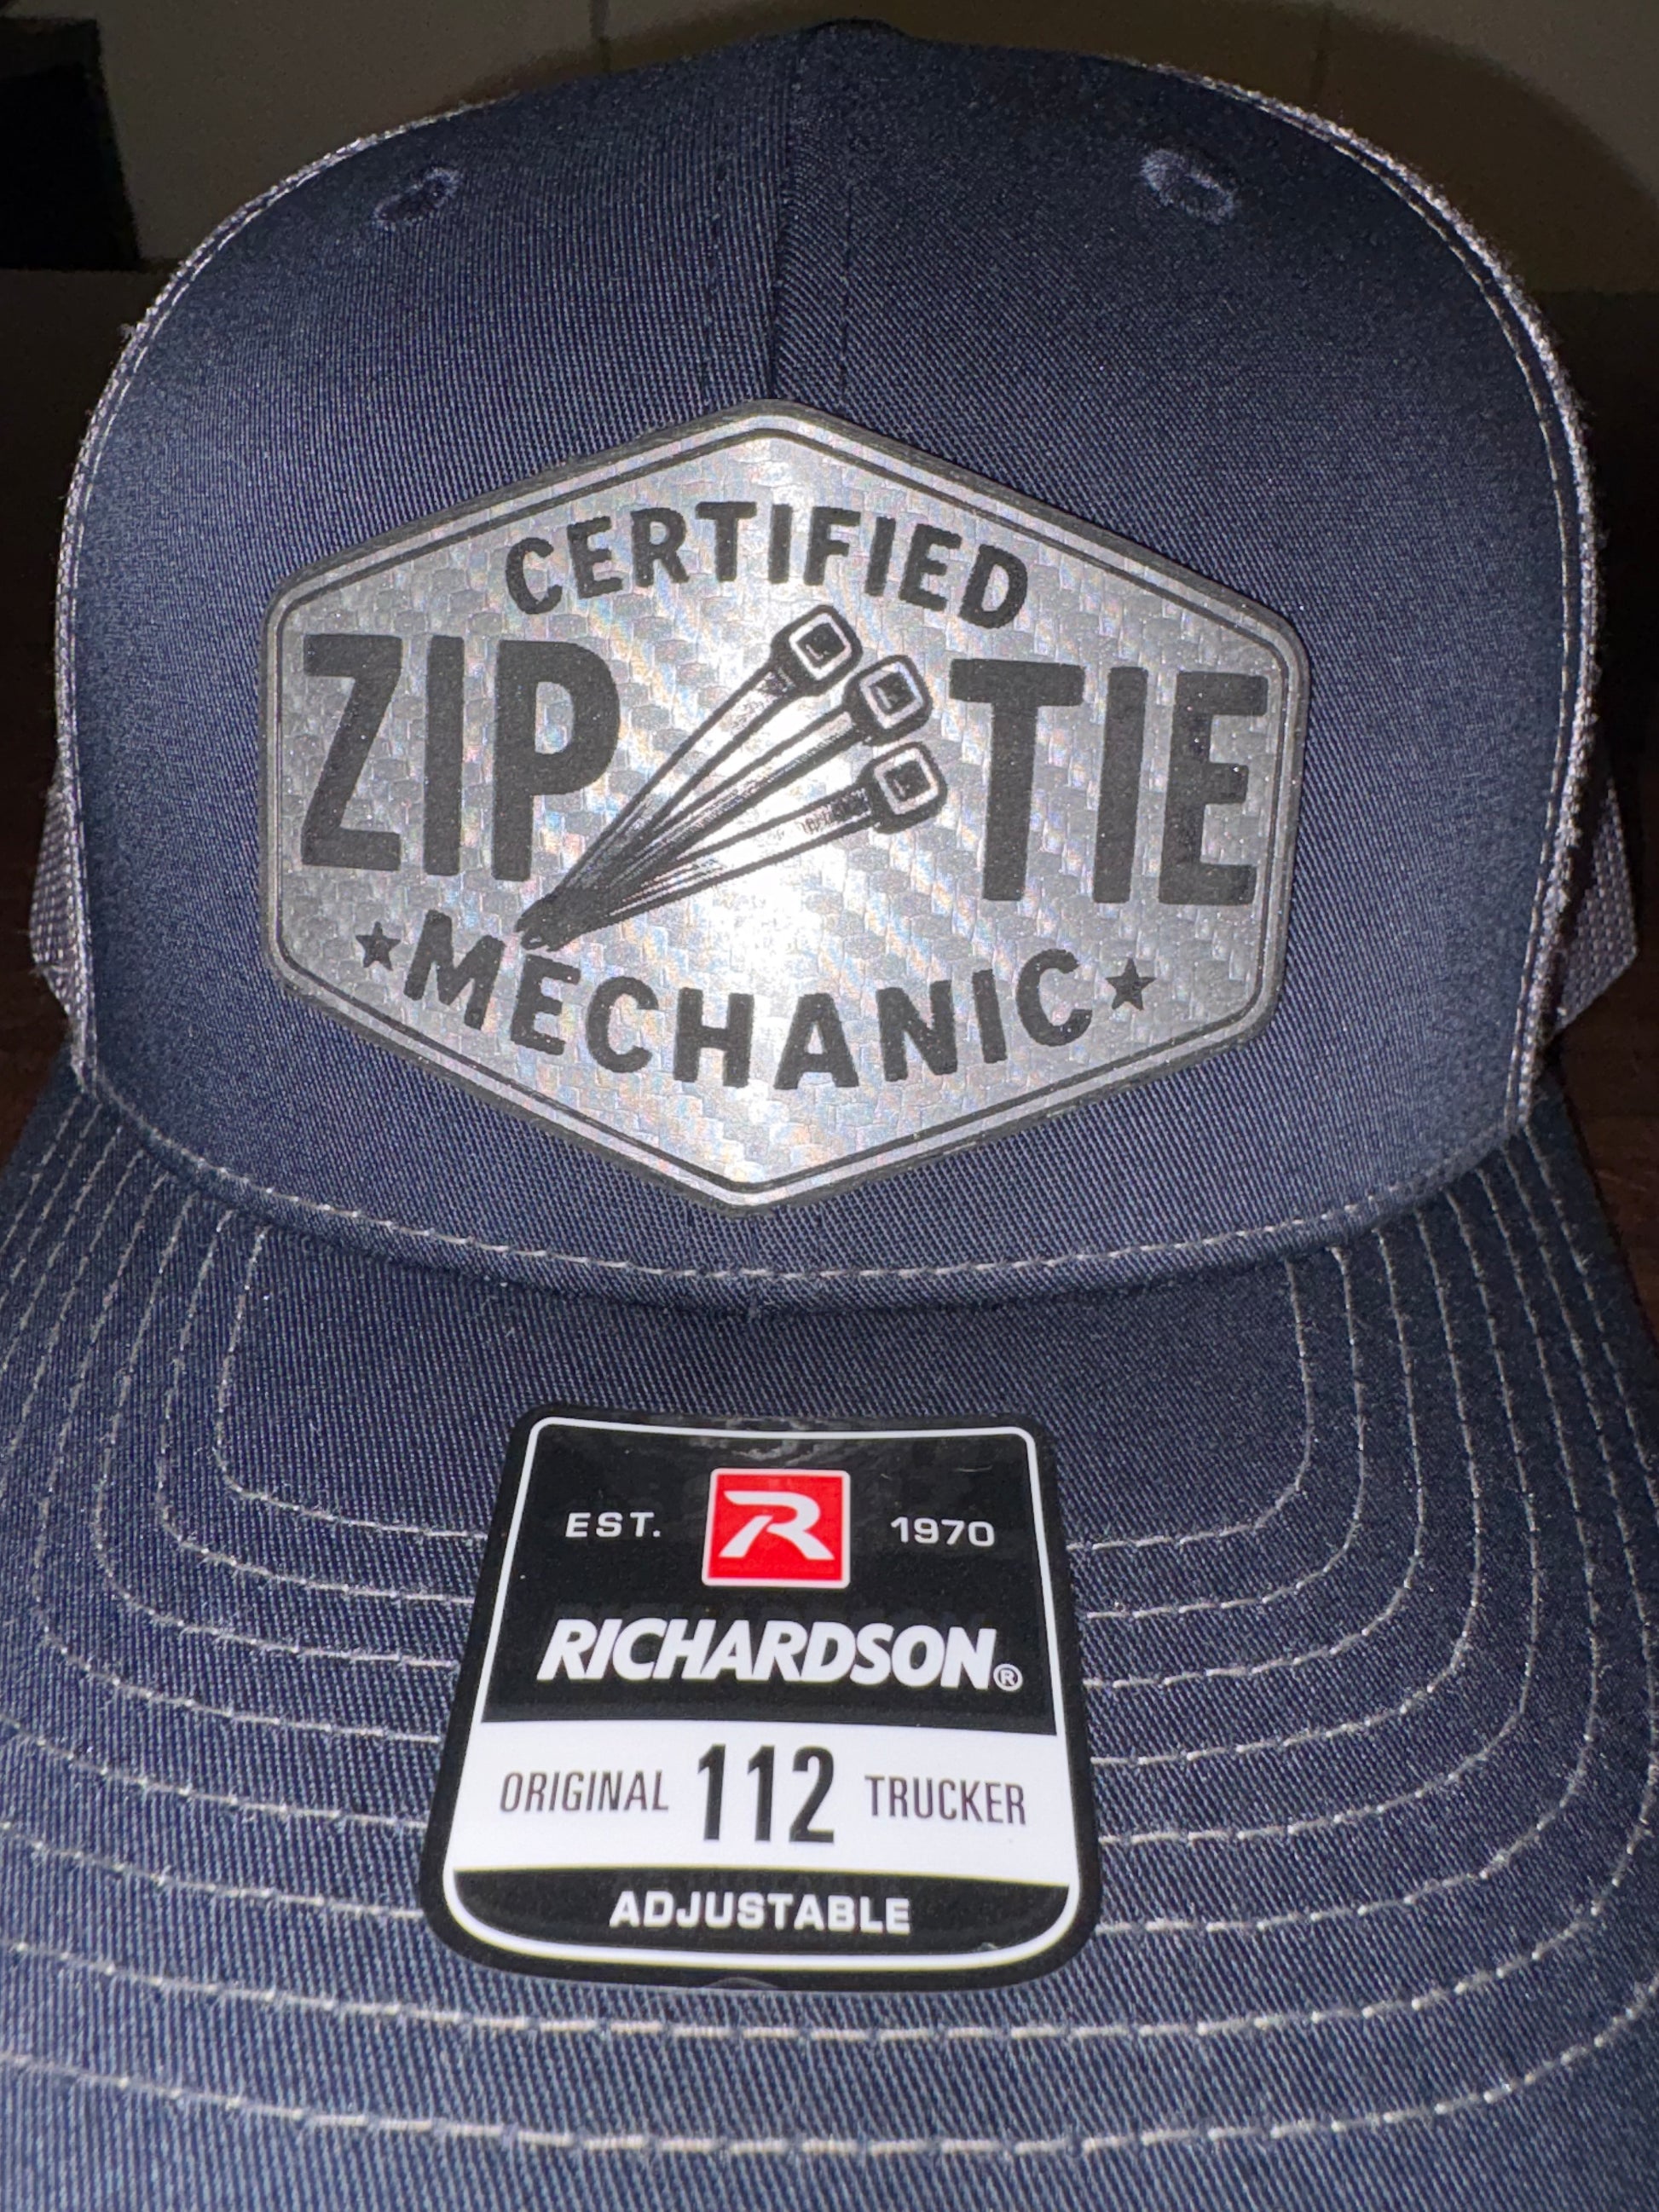 CERTIFIED
ZIP TIE
★MECHANIC★
EST. R 1970
RICHARDSON®
ORIGINAL 112 TRUCKER
ADJUSTABLE